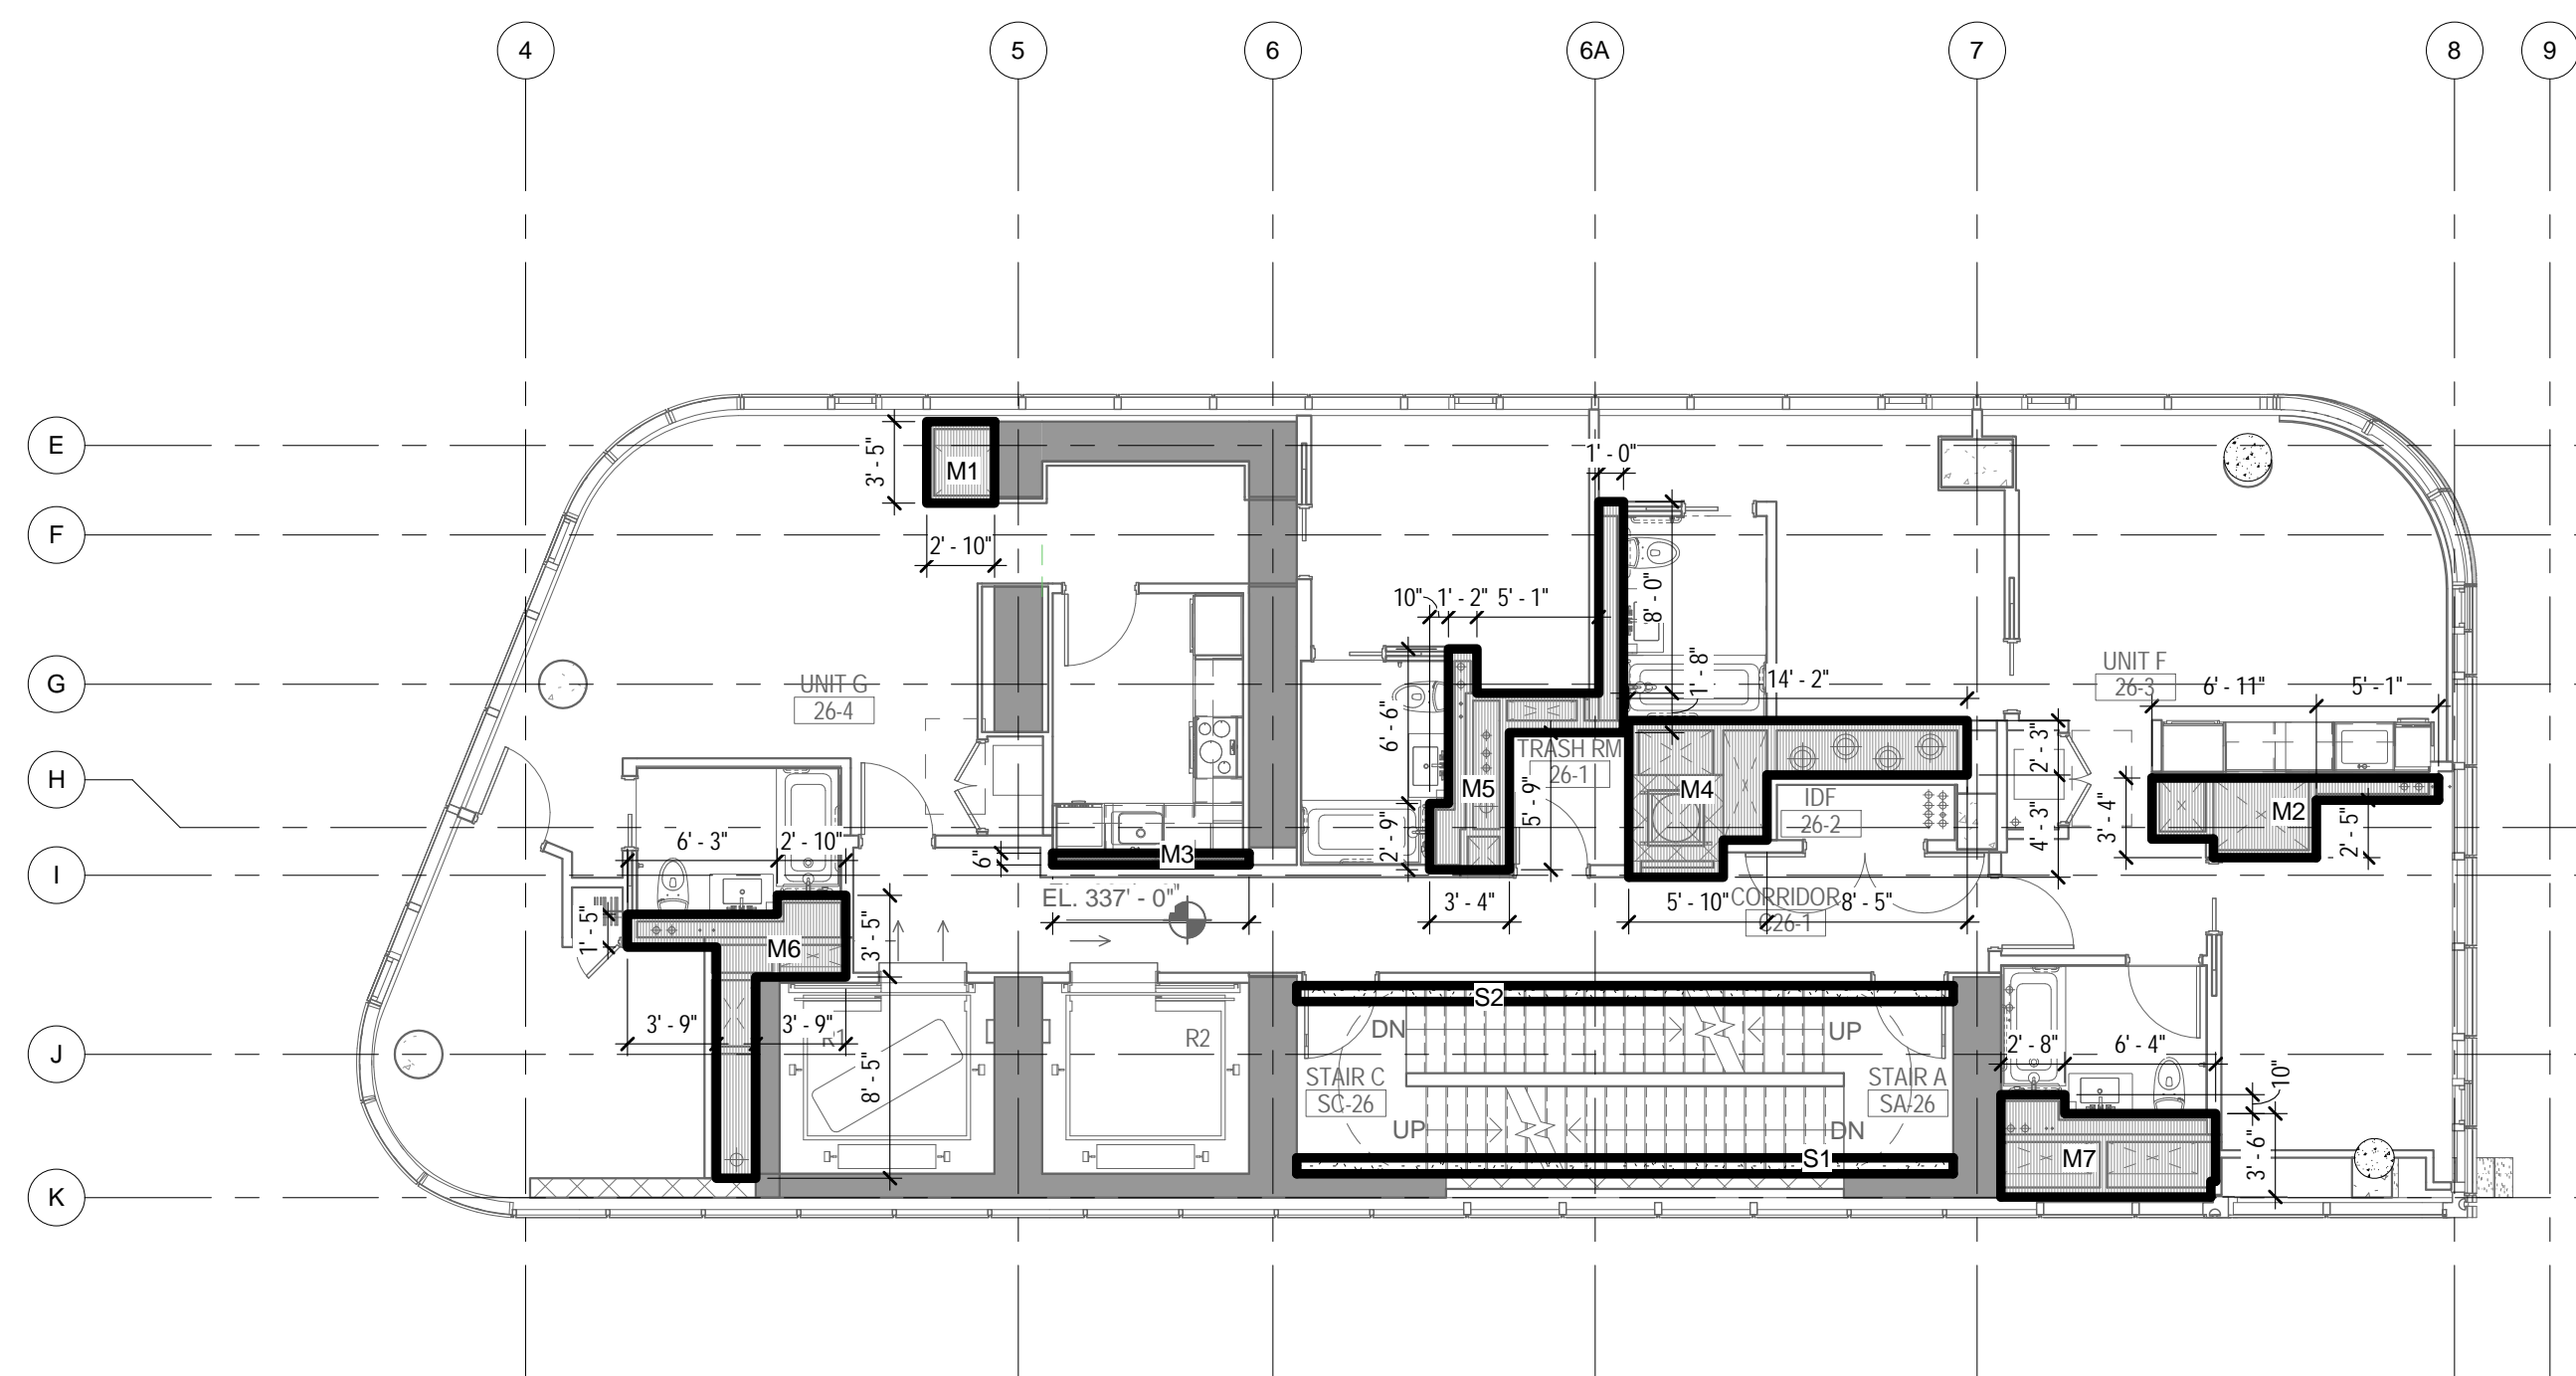 4 5 6 6A 7 8 9
E
3' - 5"
M1
1' - 0"
F
2' - 10"
8' - 0"
10" 1' - 2" 5' - 1"
1' - 8"
14' - 2"
UNIT F
26-3
6' - 11" 5' - 1"
G
UNIT G
26-4
6' - 6"
TRASH RM
26-1
2' - 3"
H
M5
5' - 9"
M4
IDF
26-2
M2
3' - 4"
4' - 3"
2' - 5"
6' - 3" 2' - 10"
6"
M3
2' - 9"
I
EL. 337' - 0"
3' - 4"
5' - 10"
CORRIDOR
C26-1
8' - 5"
1' - 5"
M6
3' - 5"
S2
3' - 9" 3' - 9"
R2
DN UP
2' - 8" 6' - 4"
J
8' - 5"
STAIR C
SC-26
STAIR A
SA-26
10"
UP DN
S1
M7
3' - 6"
K